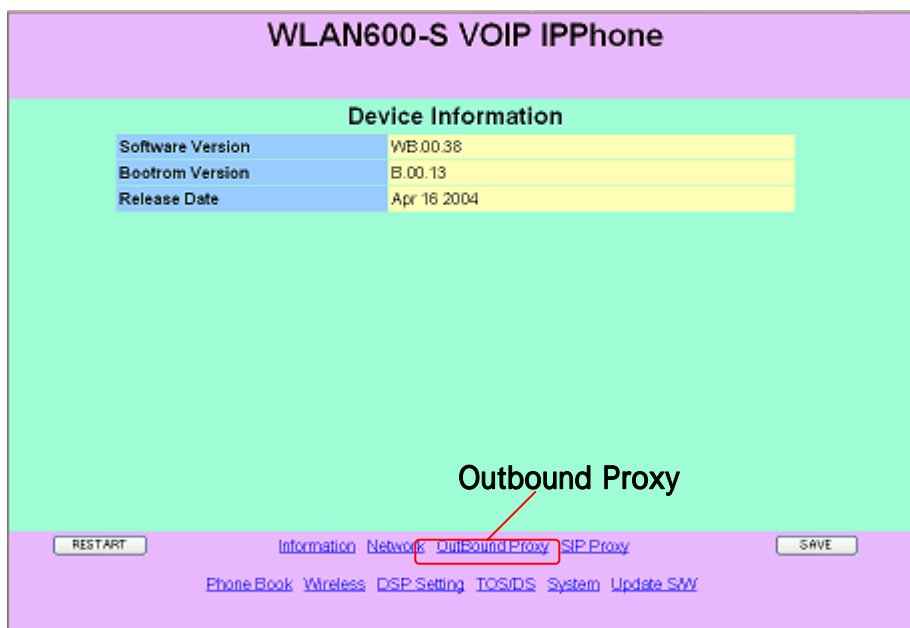 WLAN600-S VOIP IPPhone
Device Information
Software Version WB.00.38
Bootrom Version B.00.13
Release Date Apr 16 2004
Outbound Proxy
RESTART Information Network OutBound Proxy SIP Proxy SAVE
Phone Book Wireless DSP Setting TOS/DS System Update S/W